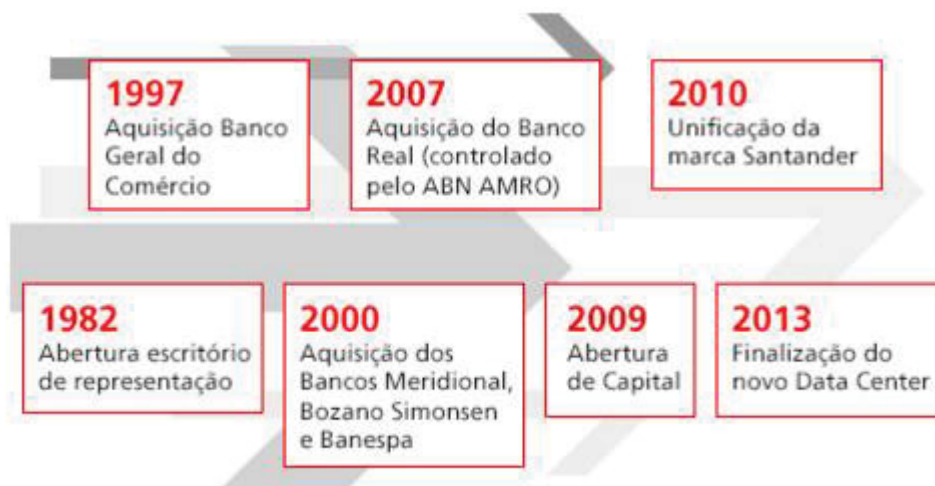 1997
Aquisição Banco
Geral do
Comércio
2007
Aquisição do Banco
Real (controlado
pelo ABN AMRO)
2010
Unificação da
marca Santander
1982
Abertura escritório
de representação
2000
Aquisição dos
Bancos Meridional,
Bozano Simonsen
e Banespa
2009
Abertura
de Capital
2013
Finalização do
novo Data Center